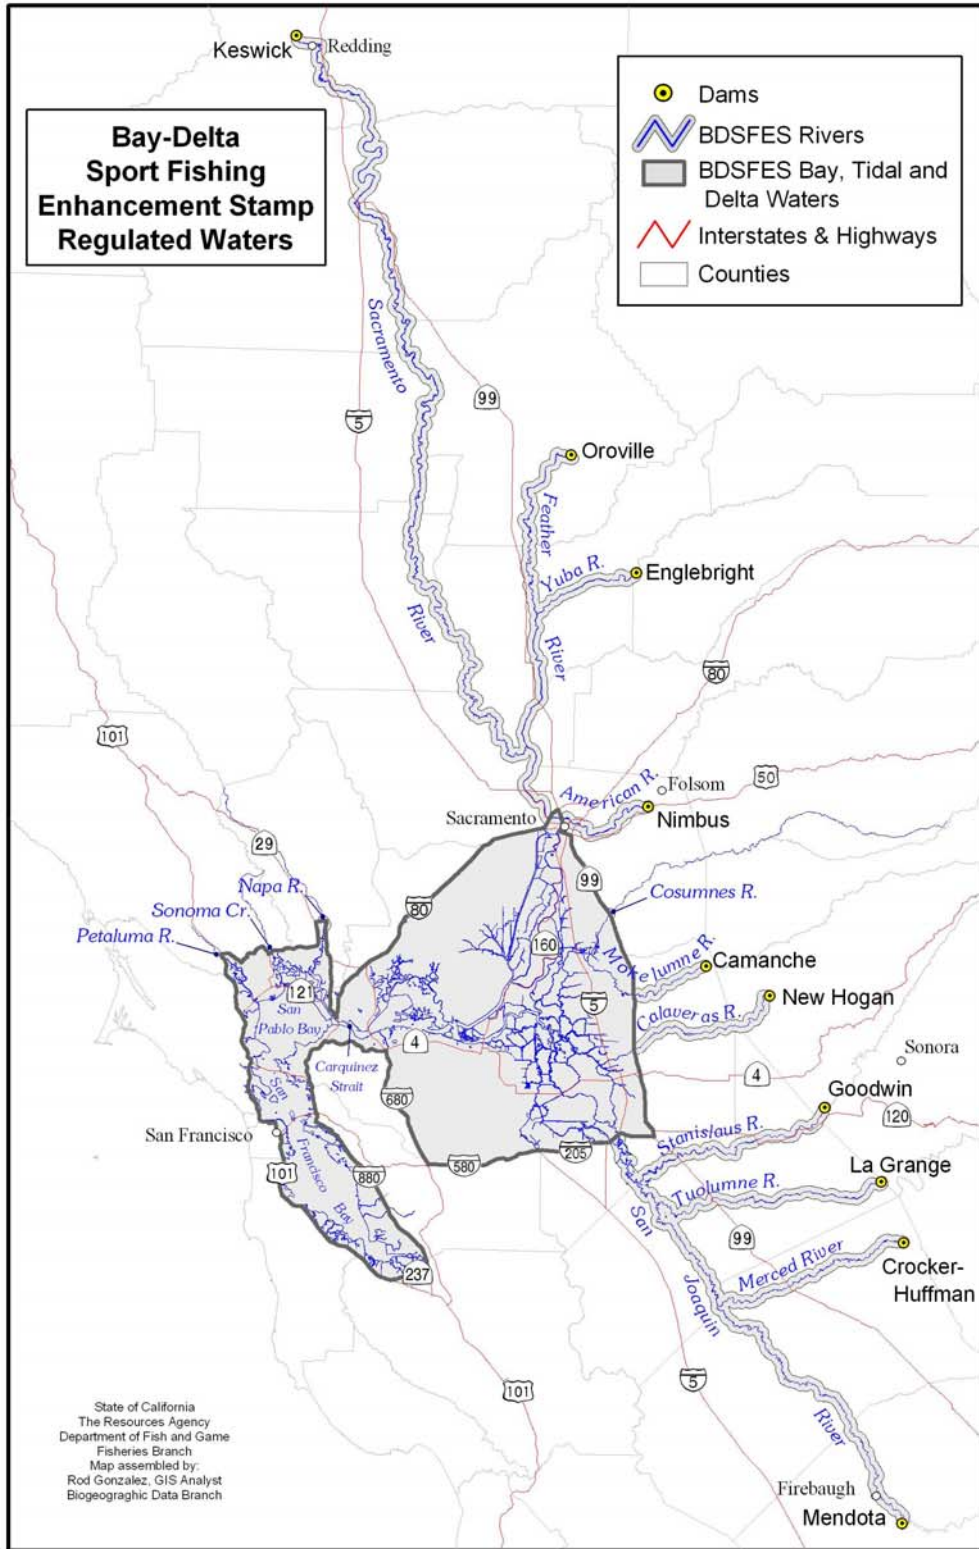 Keswick
Redding
Bay-Delta
Sport Fishing
Enhancement Stamp
Regulated Waters
Dams
BDSFES Rivers
BDSFES Bay, Tidal and
Delta Waters
Interstates & Highways
Counties
Sacramento
River
5
99
Oroville
Feather
River
Yuba R.
Englebright
80
101
American R.
Folsom
50
Nimbus
Sacramento
29
99
Napa R.
Sonoma Cr.
Petaluma R.
80
Cosumnes R.
160
Mokelumne R.
Camanche
121
San
Pablo Bay
5
New Hogan
Calaveras R.
4
Carquinez
Strait
Sonora
4
680
San
Francisco
Bay
Goodwin
120
San Francisco
Stanislaus R.
101
880
580
205
La Grange
Tuolumne R.
San
Joaquin
River
99
237
Merced River
Crocker-
Huffman
5
101
State of California
The Resources Agency
Department of Fish and Game
Fisheries Branch
Map assembled by:
Rod Gonzalez, GIS Analyst
Biogeographic Data Branch
Firebaugh
Mendota